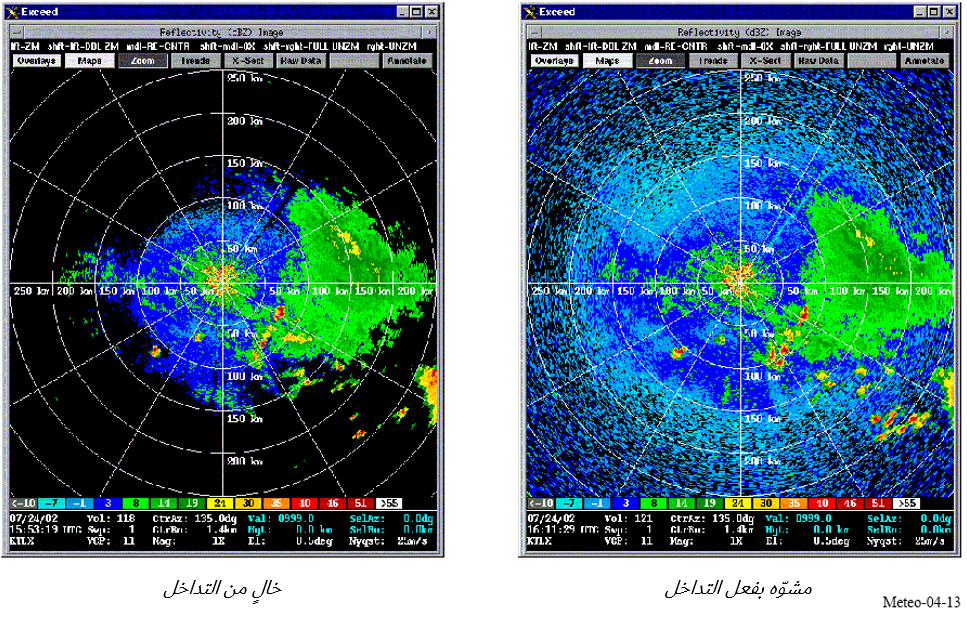 Exceed
Reflectivity (dBZ) Image
lft-ZM shft-lft-DBL ZM mdl-RE-CNTR shft-mdl-0X shft-rght-FULL UNZM rght-UNZM
Overlays Maps Zoom Trends X-Sect Raw Data Annotate
250 km
200 km
150 km
100 km
50 km
250 km 200 km 150 km 100 km 50 km 50 km 100 km 150 km 200 km
50 km
100 km
150 km
200 km
<-10 -7 -1 3 8 14 19 24 30 35 40 46 51 >55
07/24/02 Vol: 118 CtrAz: 135.0dg Val: 0999.0 SelAz: 0.0dg
15:53:19 UTC Swp: 1 CtrRn: 1.4km Hgt: 0.0 km SelRn: 0.0km
KTLX VCP: 11 Mag: 1X El: 0.5deg Nyqst: 25m/s
خالٍ من التداخل
Exceed
Reflectivity (dBZ) Image
lft-ZM shft-lft-DBL ZM mdl-RE-CNTR shft-mdl-0X shft-rght-FULL UNZM rght-UNZM
Overlays Maps Zoom Trends X-Sect Raw Data Annotate
250 km
200 km
150 km
100 km
50 km
250 km 200 km 150 km 100 km 50 km 50 km 100 km 150 km 200 km
50 km
100 km
150 km
200 km
<-10 -7 -1 3 8 14 19 24 30 35 40 46 51 >55
07/24/02 Vol: 121 CtrAz: 135.0dg Val: 0999.0 SelAz: 0.0dg
16:11:29 UTC Swp: 1 CtrRn: 1.4km Hgt: 0.0 km SelRn: 0.0km
KTLX VCP: 11 Mag: 1X El: 0.5deg Nyqst: 25m/s
مشوّه بفعل التداخل
Meteo-04-13